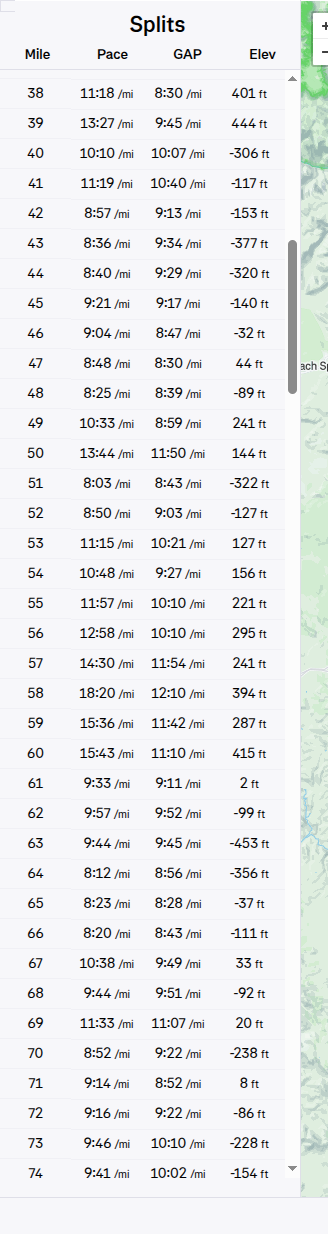 Splits
Mile Pace GAP Elev
38 11:18 /mi 8:30 /mi 401 ft
39 13:27 /mi 9:45 /mi 444 ft
40 10:10 /mi 10:07 /mi -306 ft
41 11:19 /mi 10:40 /mi -117 ft
42 8:57 /mi 9:13 /mi -153 ft
43 8:36 /mi 9:34 /mi -377 ft
44 8:40 /mi 9:29 /mi -320 ft
45 9:21 /mi 9:17 /mi -140 ft
46 9:04 /mi 8:47 /mi -32 ft
47 8:48 /mi 8:30 /mi 44 ft
48 8:25 /mi 8:39 /mi -89 ft
49 10:33 /mi 8:59 /mi 241 ft
50 13:44 /mi 11:50 /mi 144 ft
51 8:03 /mi 8:43 /mi -322 ft
52 8:50 /mi 9:03 /mi -127 ft
53 11:15 /mi 10:21 /mi 127 ft
54 10:48 /mi 9:27 /mi 156 ft
55 11:57 /mi 10:10 /mi 221 ft
56 12:58 /mi 10:10 /mi 295 ft
57 14:30 /mi 11:54 /mi 241 ft
58 18:20 /mi 12:10 /mi 394 ft
59 15:36 /mi 11:42 /mi 287 ft
60 15:43 /mi 11:10 /mi 415 ft
61 9:33 /mi 9:11 /mi 2 ft
62 9:57 /mi 9:52 /mi -99 ft
63 9:44 /mi 9:45 /mi -453 ft
64 8:12 /mi 8:56 /mi -356 ft
65 8:23 /mi 8:28 /mi -37 ft
66 8:20 /mi 8:43 /mi -111 ft
67 10:38 /mi 9:49 /mi 33 ft
68 9:44 /mi 9:51 /mi -92 ft
69 11:33 /mi 11:07 /mi 20 ft
70 8:52 /mi 9:22 /mi -238 ft
71 9:14 /mi 8:52 /mi 8 ft
72 9:16 /mi 9:22 /mi -86 ft
73 9:46 /mi 10:10 /mi -228 ft
74 9:41 /mi 10:02 /mi -154 ft
ach Sp